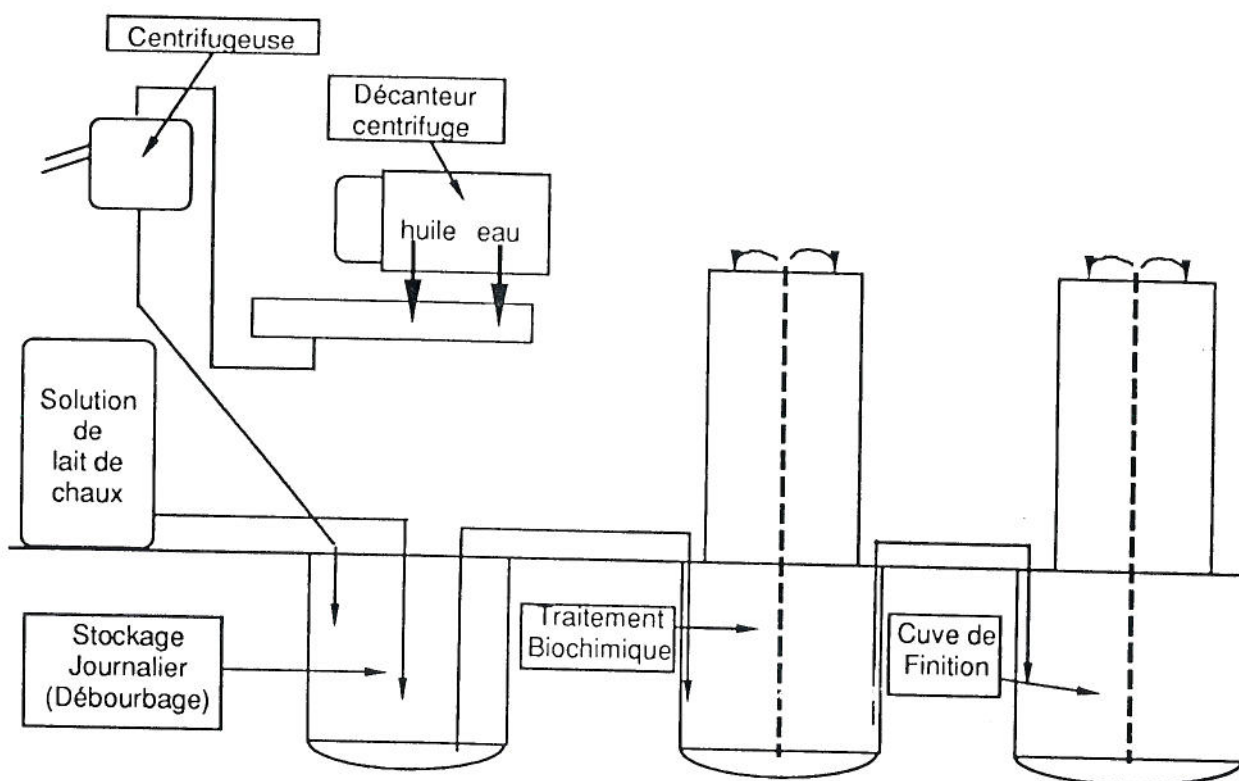 Centrifugeuse
Décanteur
centrifuge
huile eau
Solution
de
lait de
chaux
Stockage
Journalier
(Débourbage)
Traitement
Biochimique
Cuve de
Finition